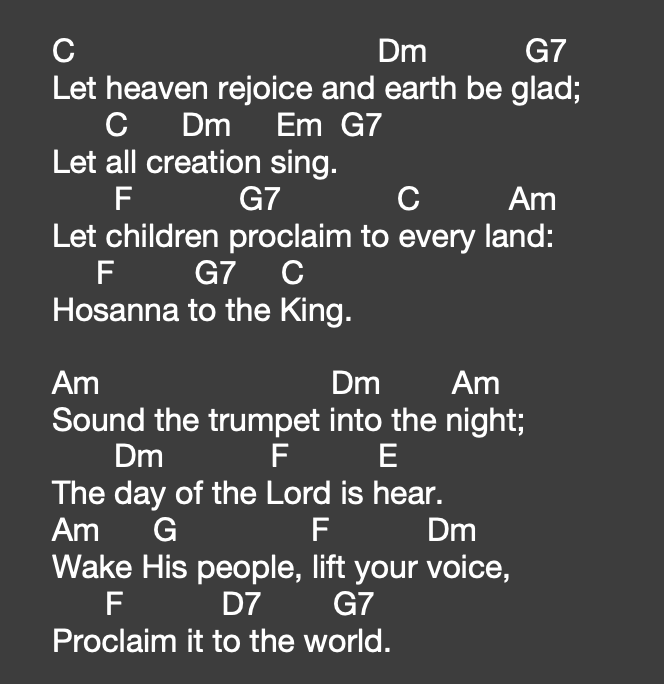 C Dm G7
Let heaven rejoice and earth be glad;
C Dm Em G7
Let all creation sing.
F G7 C Am
Let children proclaim to every land:
F G7 C
Hosanna to the King.
Am Dm Am
Sound the trumpet into the night;
Dm F E
The day of the Lord is hear.
Am G F Dm
Wake His people, lift your voice,
F D7 G7
Proclaim it to the world.